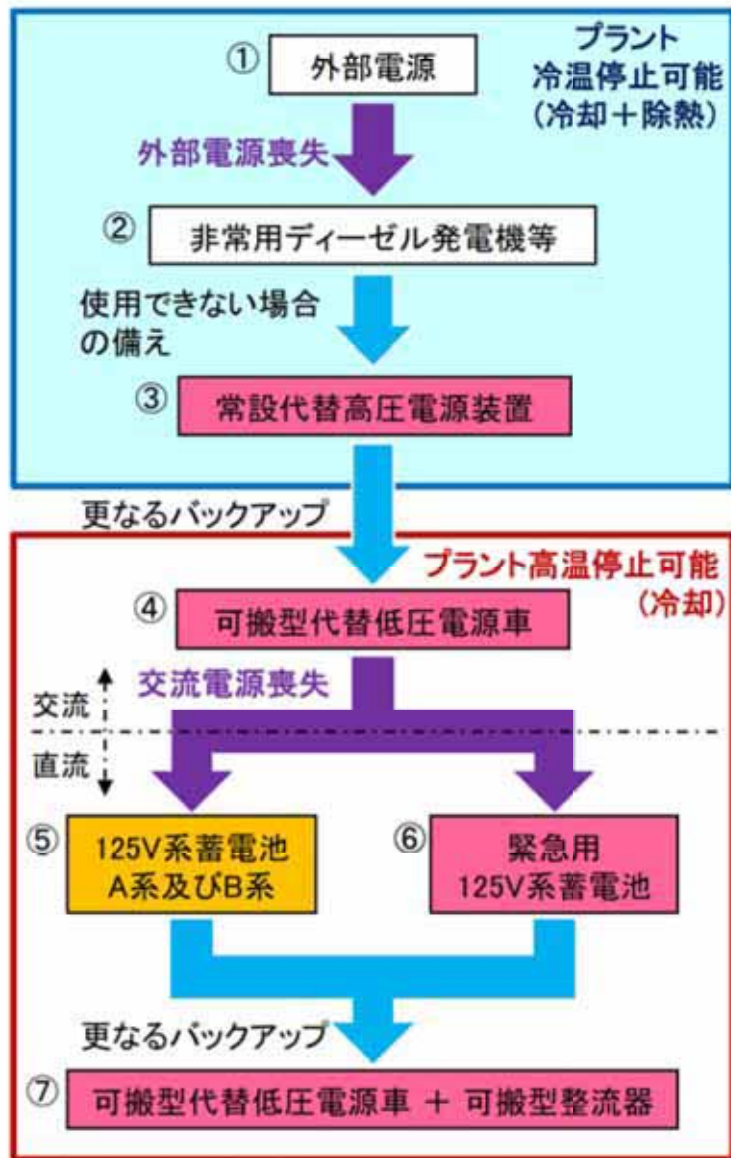 プラント
冷温停止可能
(冷却＋除熱)
① 外部電源
外部電源喪失
② 非常用ディーゼル発電機等
使用できない場合
の備え
③ 常設代替高圧電源装置
更なるバックアップ
プラント高温停止可能
(冷却)
④ 可搬型代替低圧電源車
交流電源喪失
交流
直流
⑤ 125V系蓄電池
A系及びB系
⑥ 緊急用
125V系蓄電池
更なるバックアップ
⑦ 可搬型代替低圧電源車 ＋ 可搬型整流器